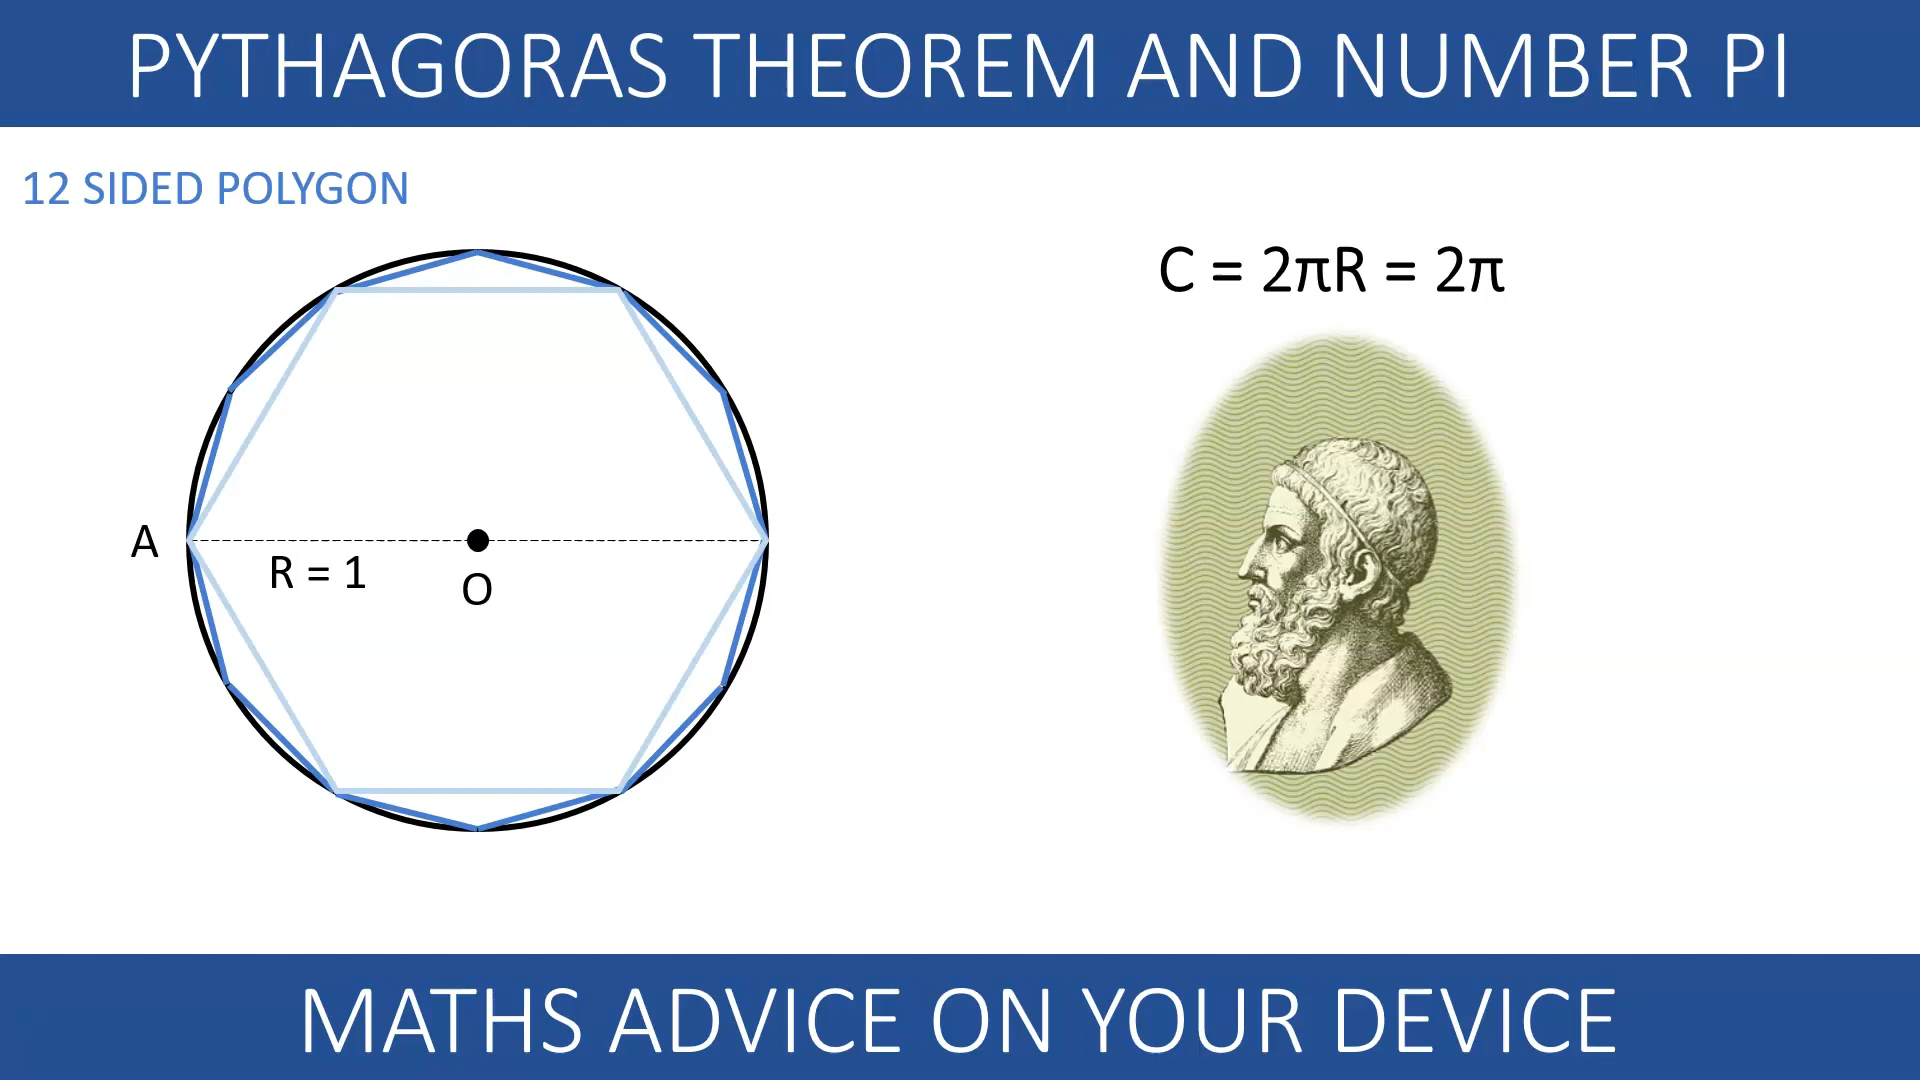 PYTHAGORAS THEOREM AND NUMBER PI
12 SIDED POLYGON
C = 2πR = 2π
A
R = 1
O
MATHS ADVICE ON YOUR DEVICE